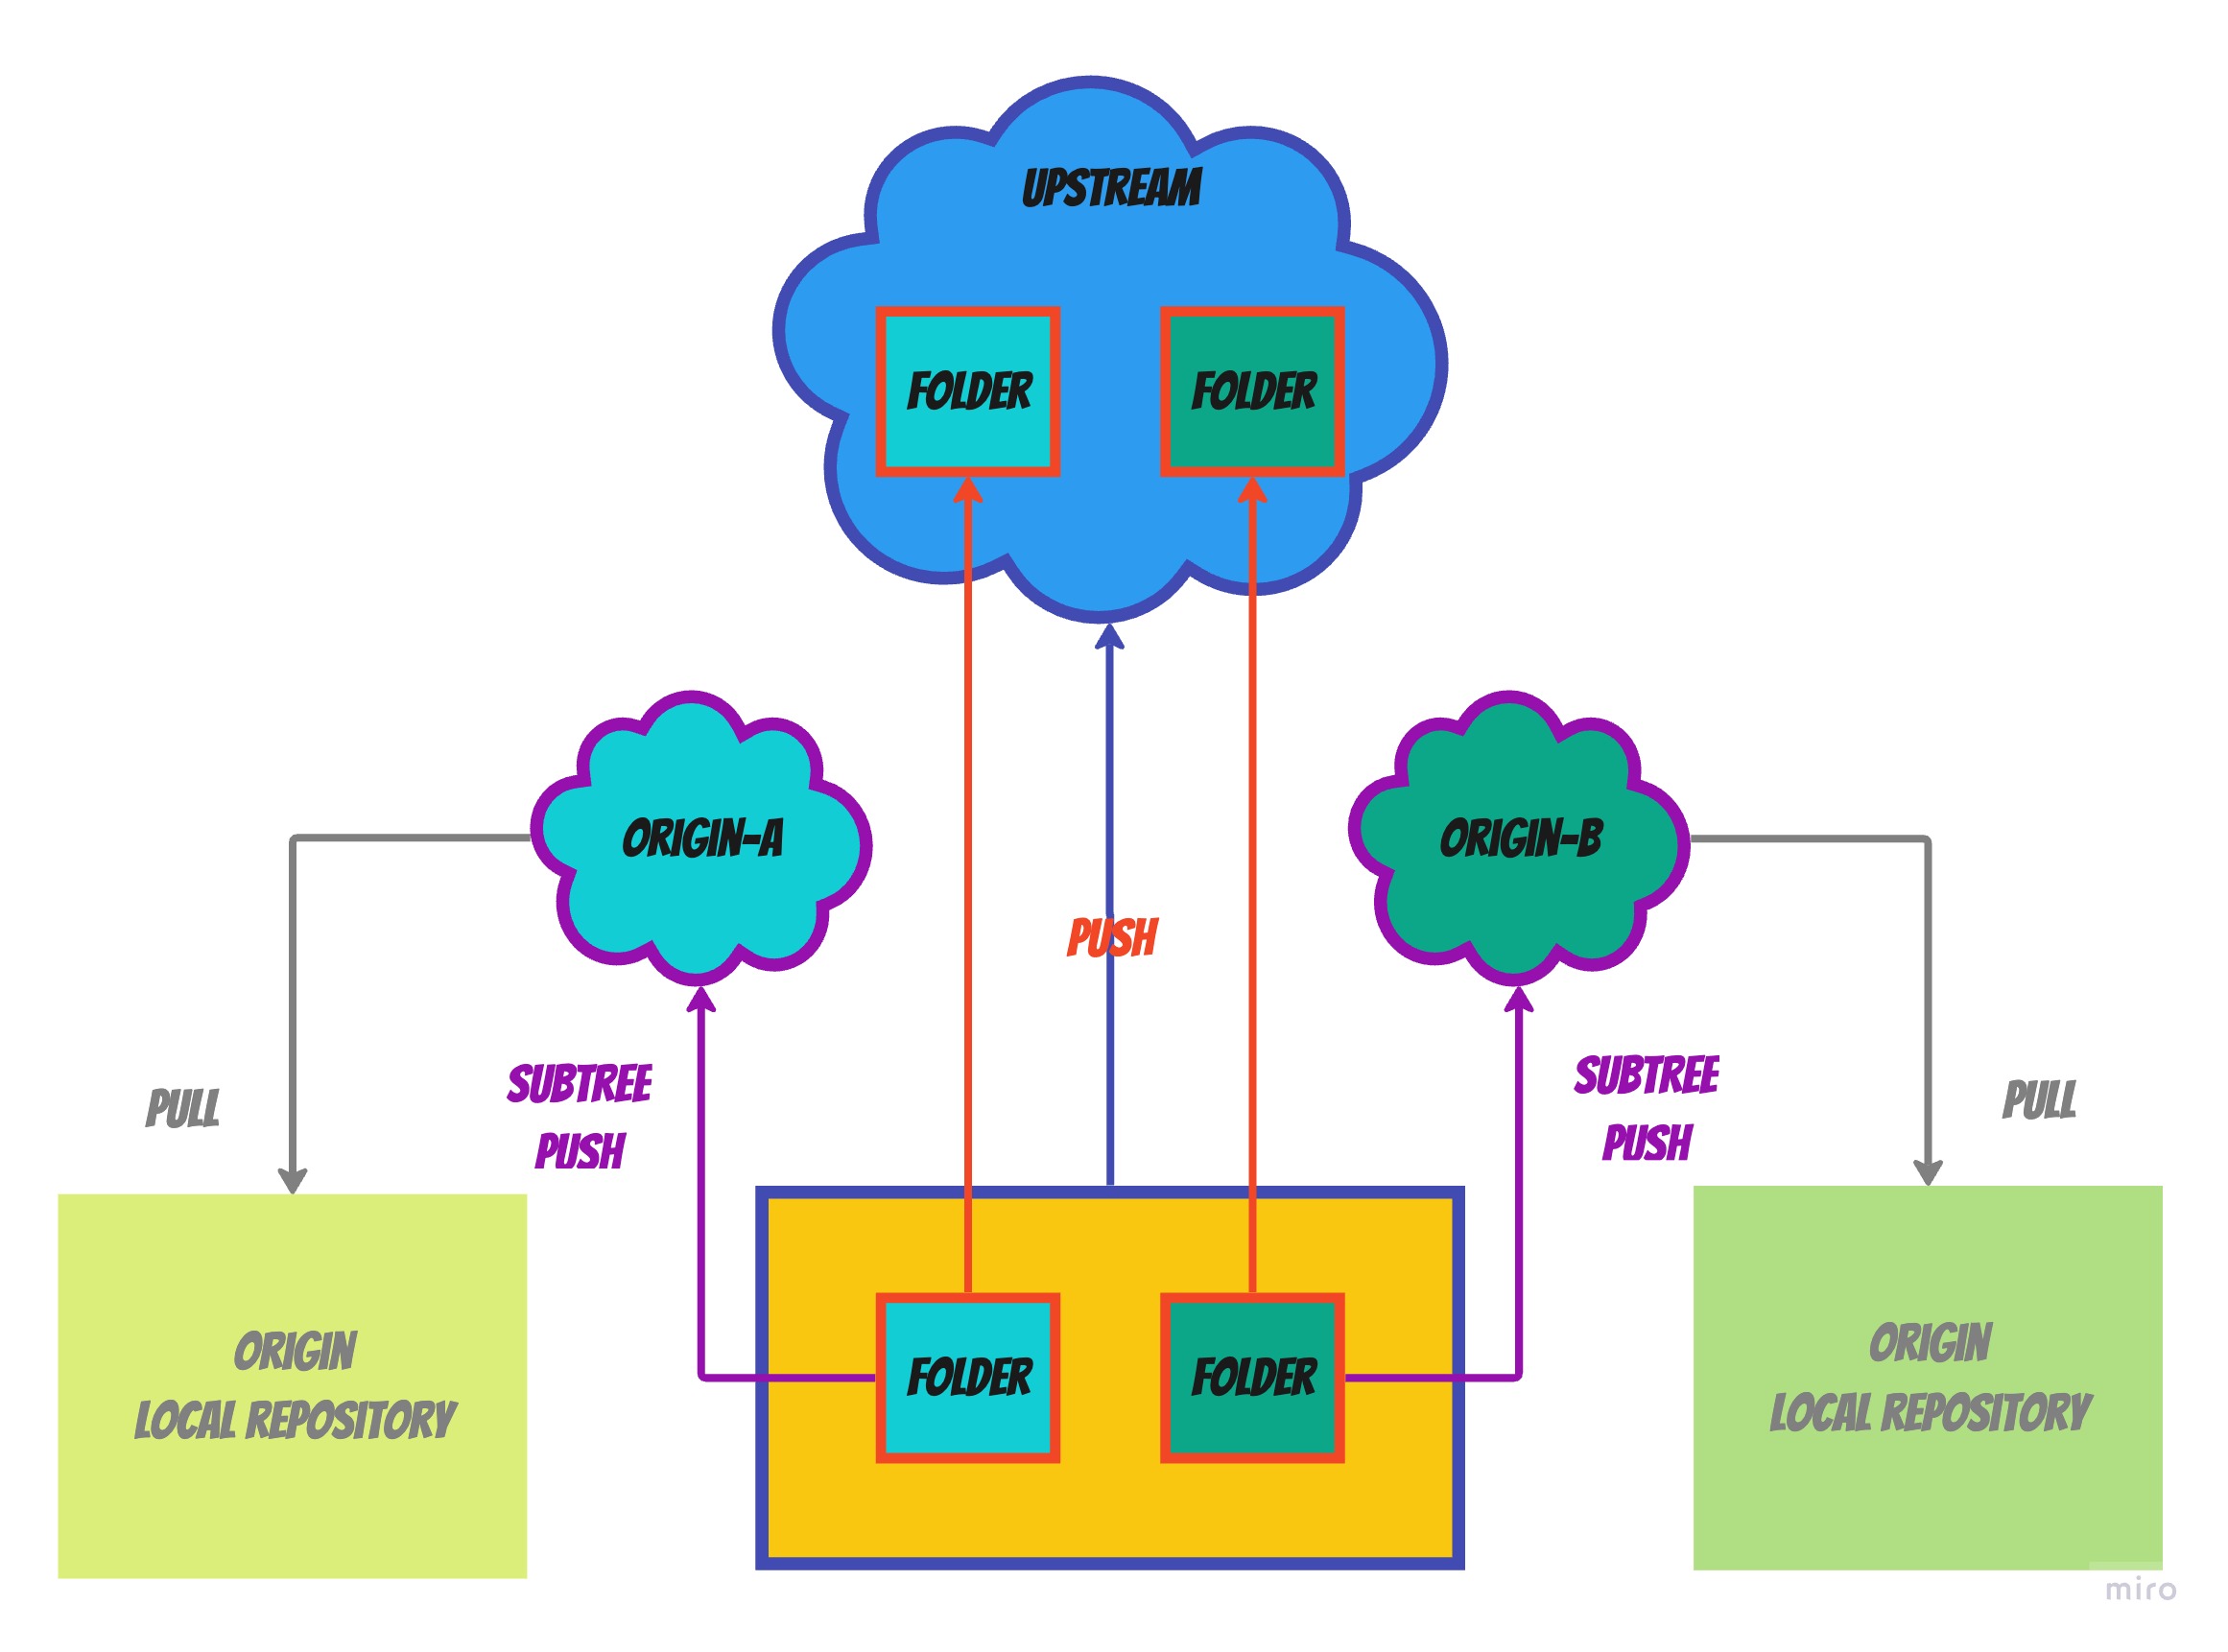 UPSTREAM
FOLDER
FOLDER
ORIGIN-A
ORIGIN-B
PUSH
SUBTREE
PUSH
SUBTREE
PUSH
PULL
PULL
FOLDER
FOLDER
ORIGIN
LOCAL REPOSITORY
ORIGIN
LOCAL REPOSITORY
miro